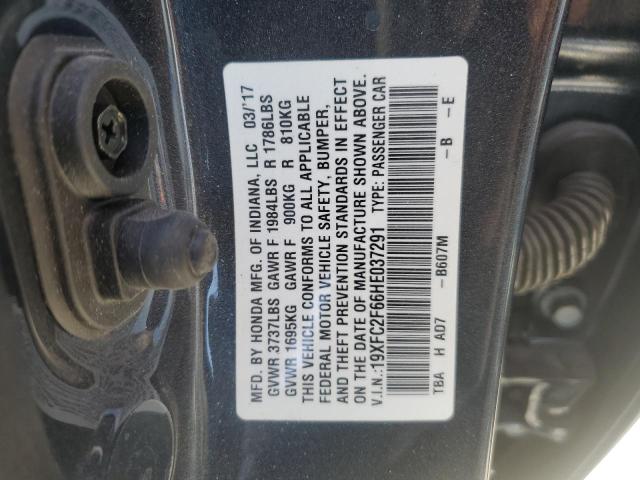 MFD. BY HONDA MFG. OF INDIANA, LLC 03/'17
GVWR 3737LBS GAWR F 1984LBS R 1786LBS
GVWR 1695KG GAWR F 900KG R 810KG
THIS VEHICLE CONFORMS TO ALL APPLICABLE
FEDERAL MOTOR VEHICLE SAFETY, BUMPER,
AND THEFT PREVENTION STANDARDS IN EFFECT
ON THE DATE OF MANUFACTURE SHOWN ABOVE.
V.I.N.:19XFC2F66HE037291 TYPE: PASSENGER CAR
TBA H AD7 – B607M – B – E